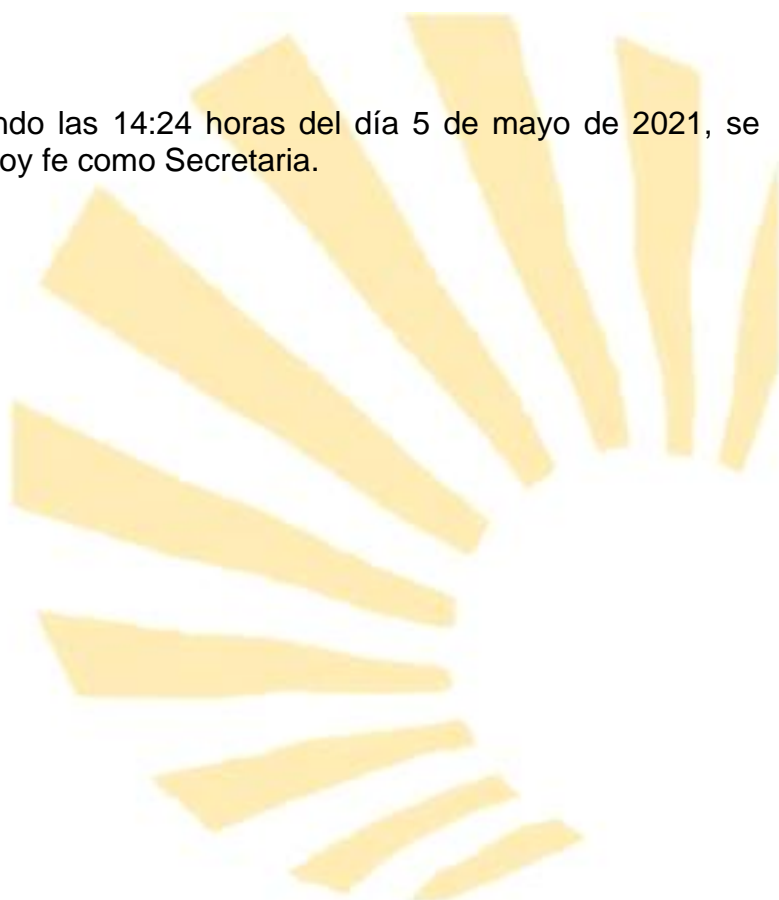 ndo las 14:24 horas del día 5 de mayo de 2021, se
oy fe como Secretaria.